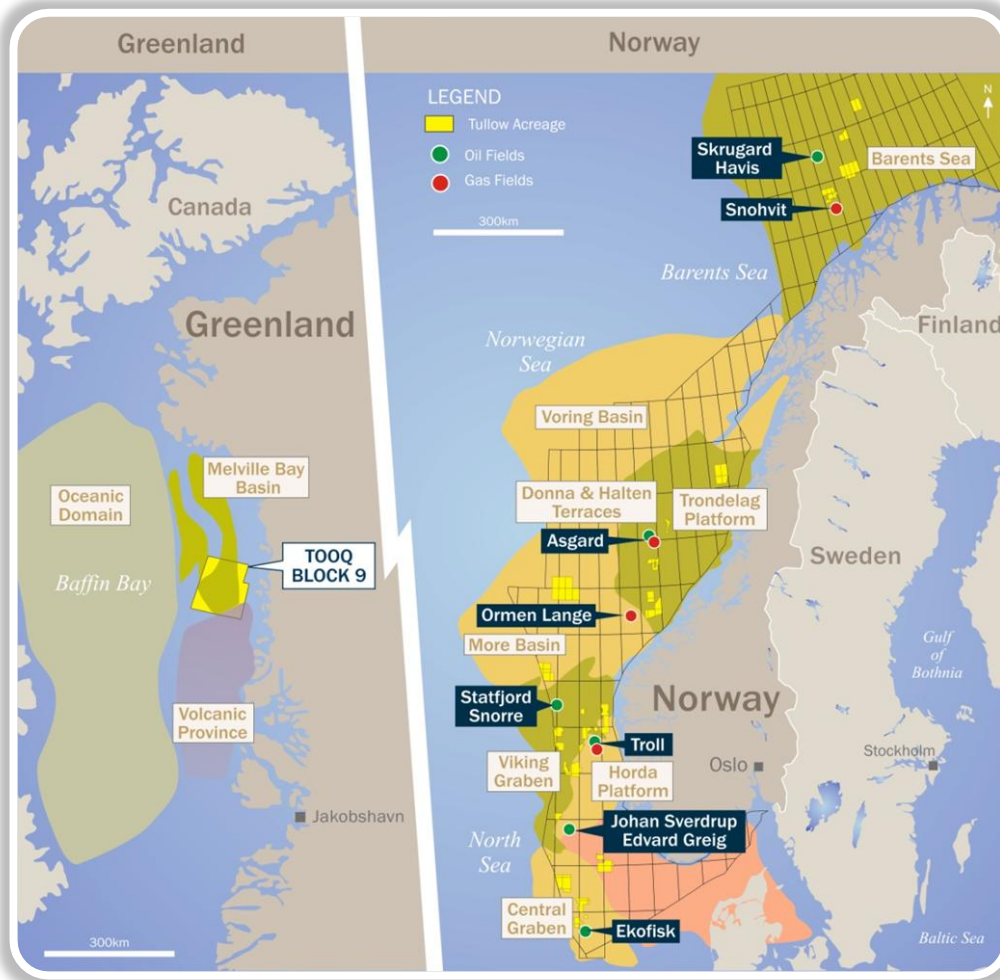 Greenland
Norway
LEGEND
Tullow Acreage
Oil Fields
Gas Fields
300km
N
Skrugard
Havis
Barents Sea
Snohvit
Barents Sea
Finland
Canada
Greenland
Norwegian
Sea
Voring Basin
Melville Bay
Basin
Oceanic
Domain
Donna & Halten
Terraces
Trondelag
Platform
Asgard
TOOQ
BLOCK 9
Sweden
Baffin Bay
Ormen Lange
More Basin
Gulf
of
Bothnia
Statfjord
Snorre
Norway
Volcanic
Province
Troll
Stockholm
Viking
Graben
Horda
Platform
Oslo
Jakobshavn
Johan Sverdrup
Edvard Greig
North
Sea
Central
Graben
Ekofisk
Baltic Sea
300km